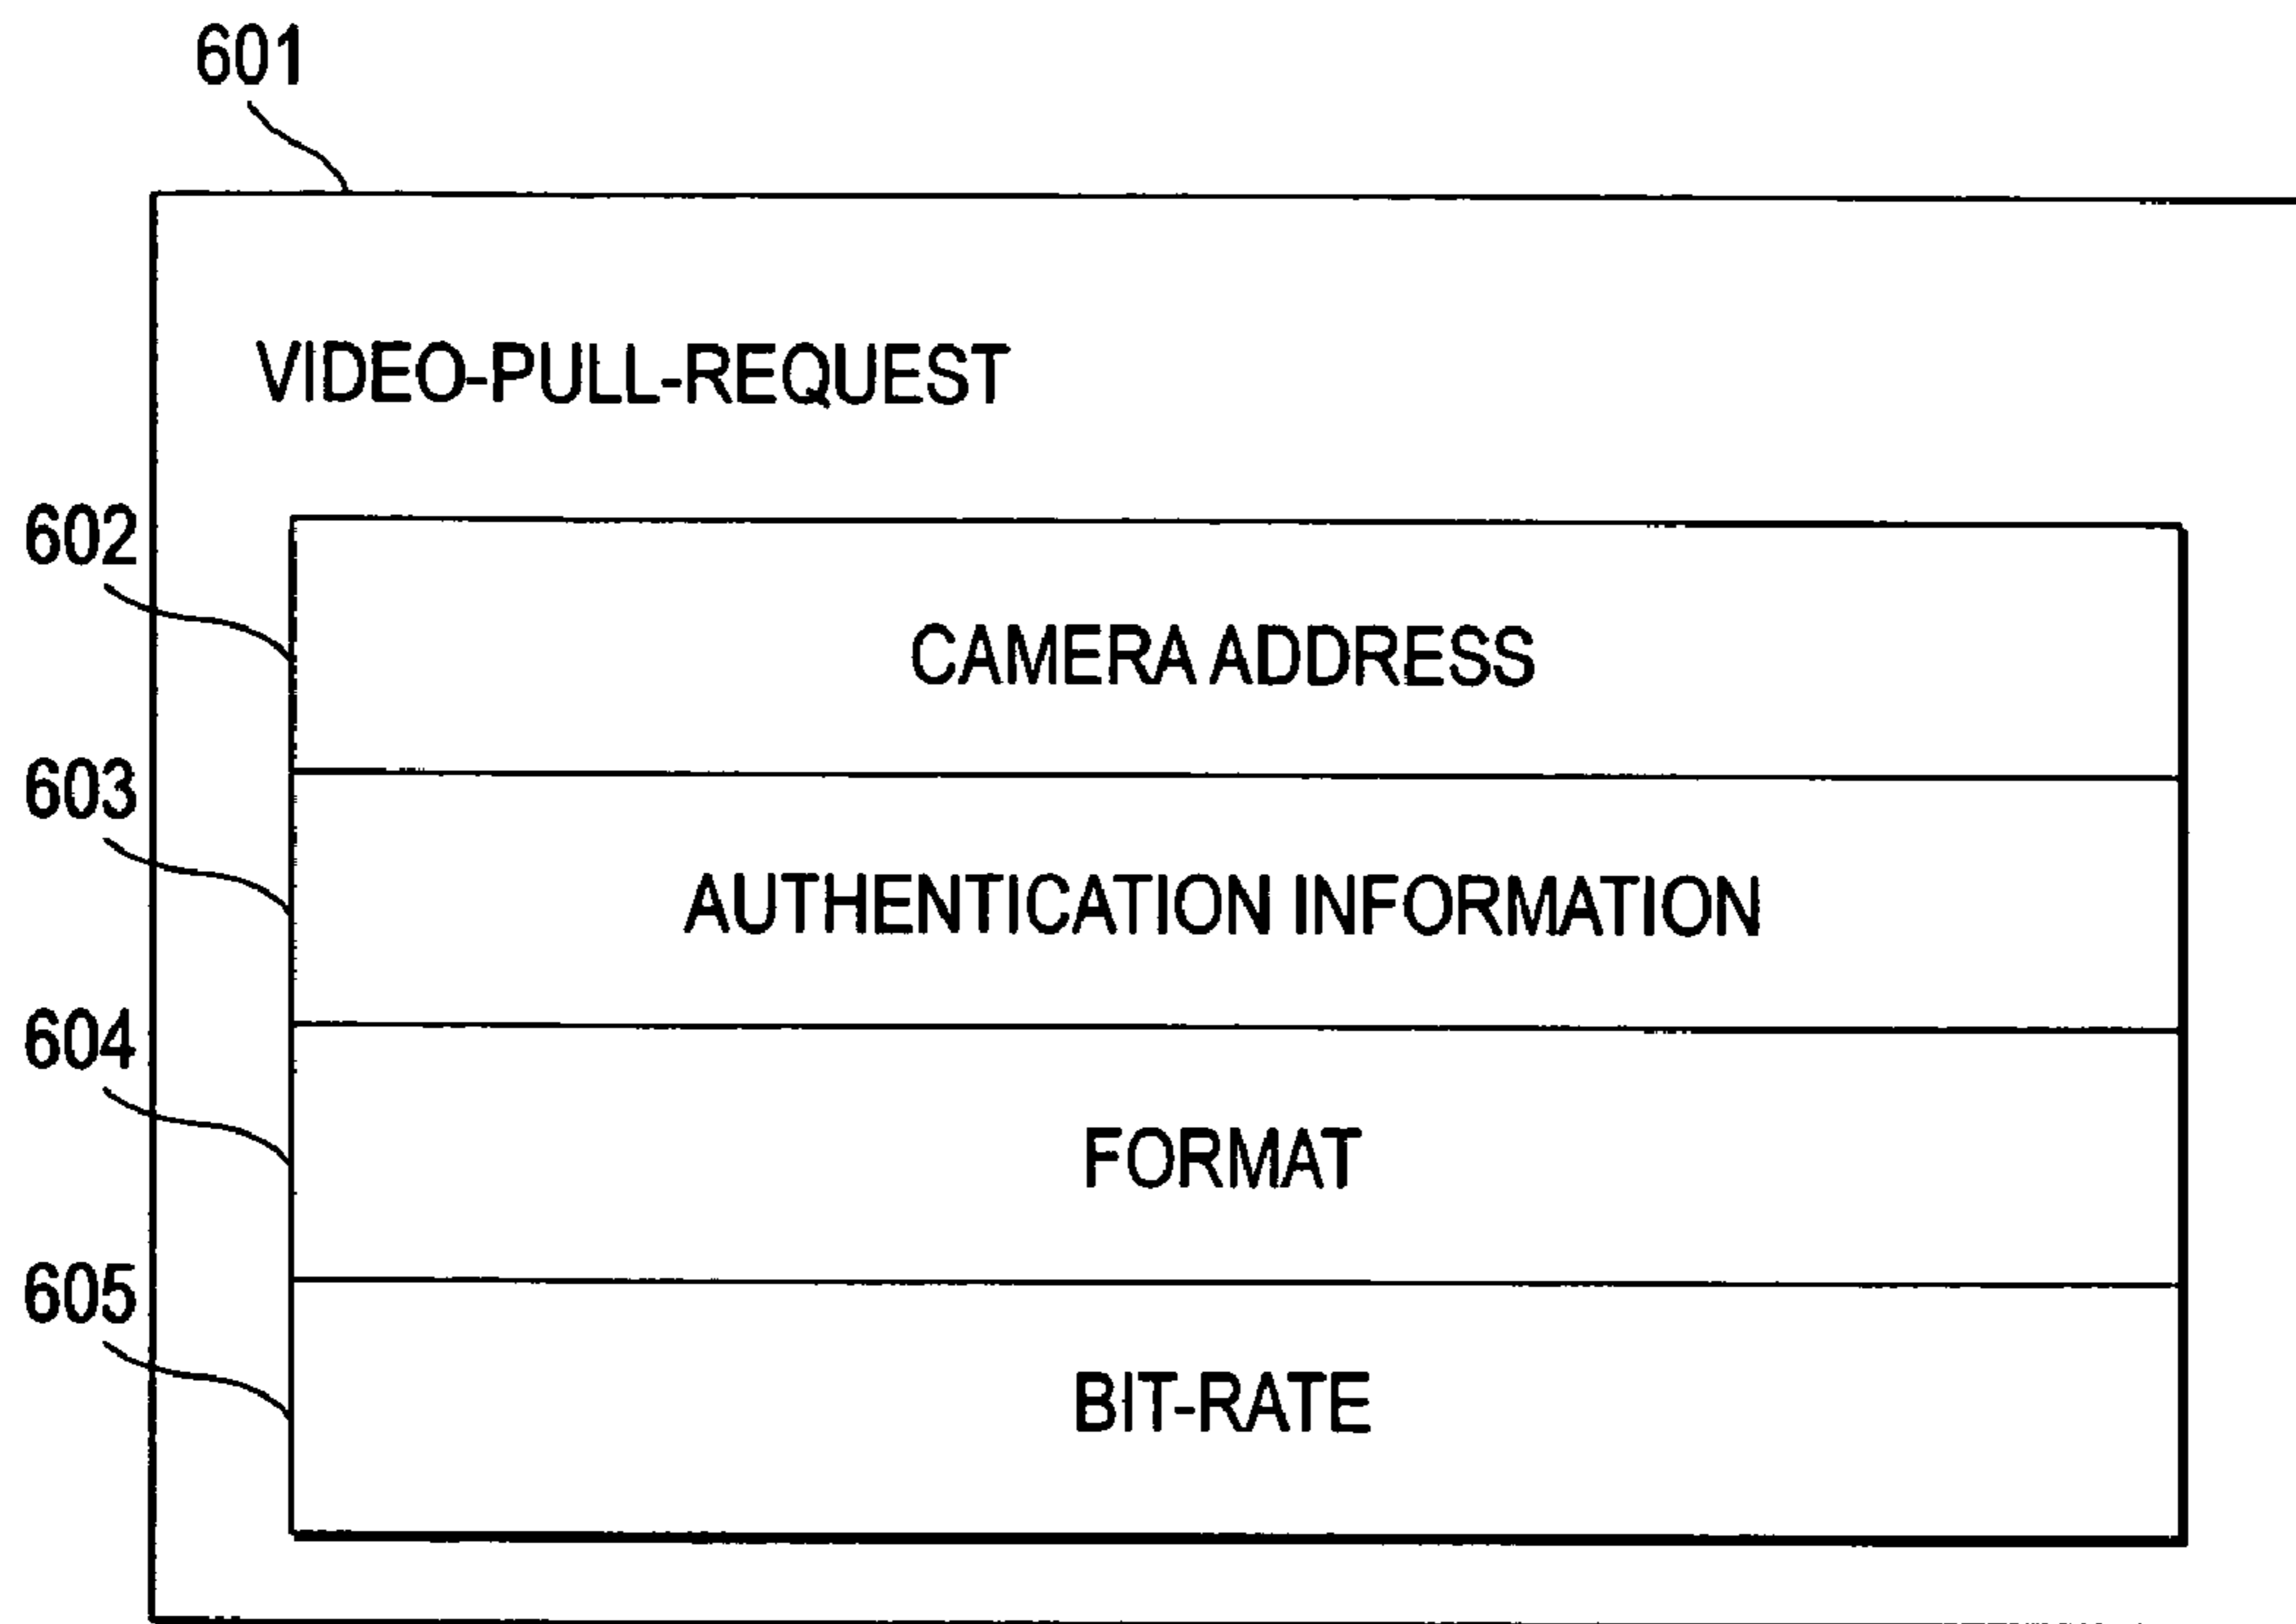 601
VIDEO-PULL-REQUEST
602
CAMERA ADDRESS
603
AUTHENTICATION INFORMATION
604
FORMAT
605
BIT-RATE